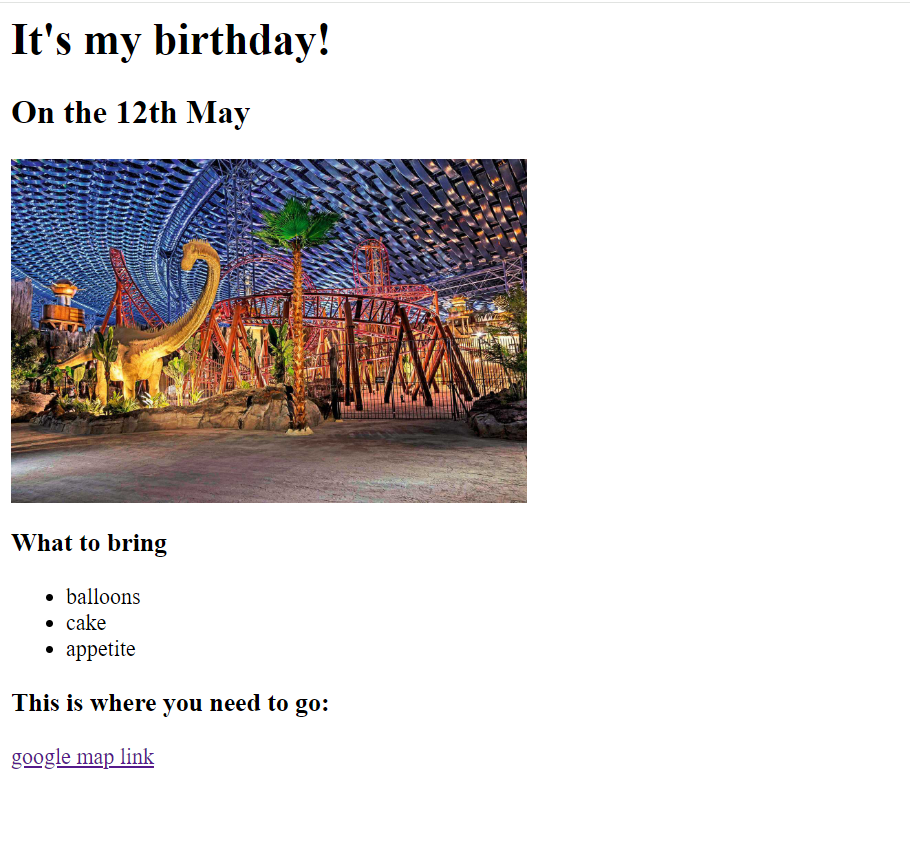 It's my birthday!
On the 12th May
What to bring
balloons
cake
appetite
This is where you need to go:
google map link